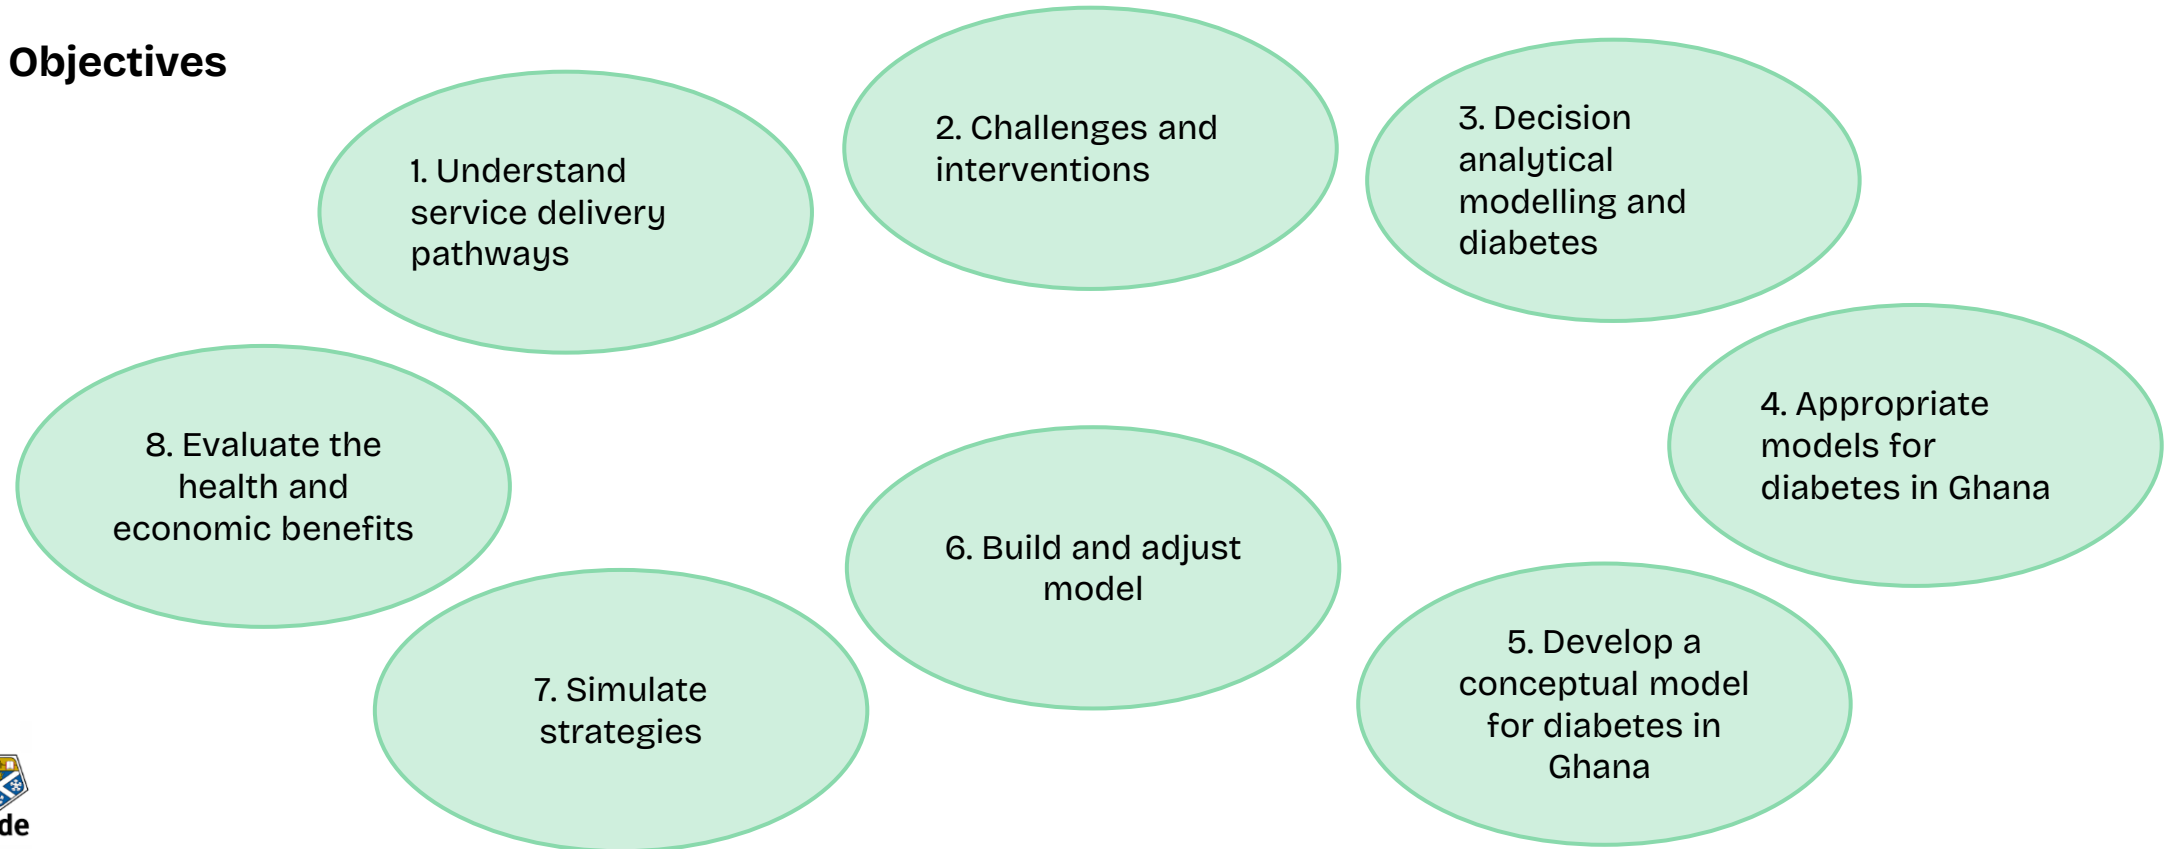 Objectives
1. Understand
service delivery
pathways
2. Challenges and
interventions
3. Decision
analytical
modelling and
diabetes
4. Appropriate
models for
diabetes in Ghana
5. Develop a
conceptual model
for diabetes in
Ghana
6. Build and adjust
model
7. Simulate
strategies
8. Evaluate the
health and
economic benefits
de